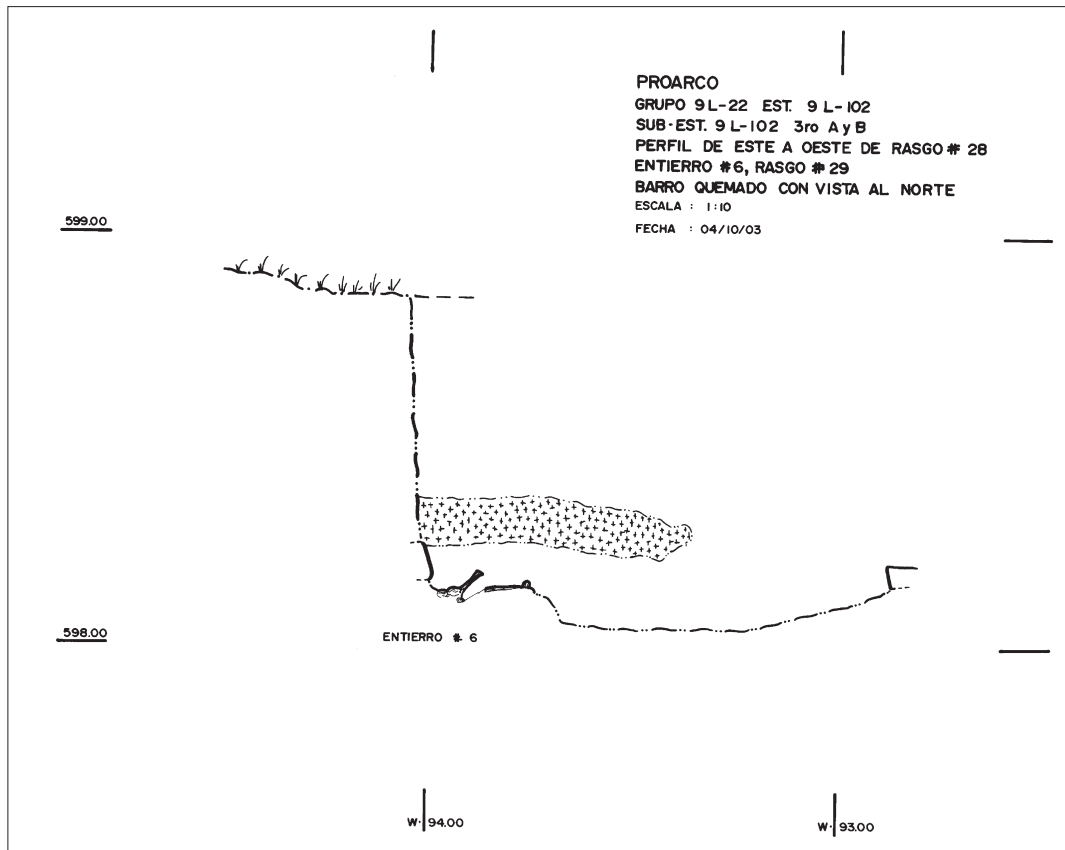 PROARCO
GRUPO 9L-22 EST. 9L-102
SUB-EST. 9L-102 3ro A y B
PERFIL DE ESTE A OESTE DE RASGO # 28
ENTIERRO #6, RASGO # 29
BARRO QUEMADO CON VISTA AL NORTE
ESCALA : 1:10
FECHA : 04/10/03
599.00
598.00
ENTIERRO # 6
W· 94.00
W· 93.00